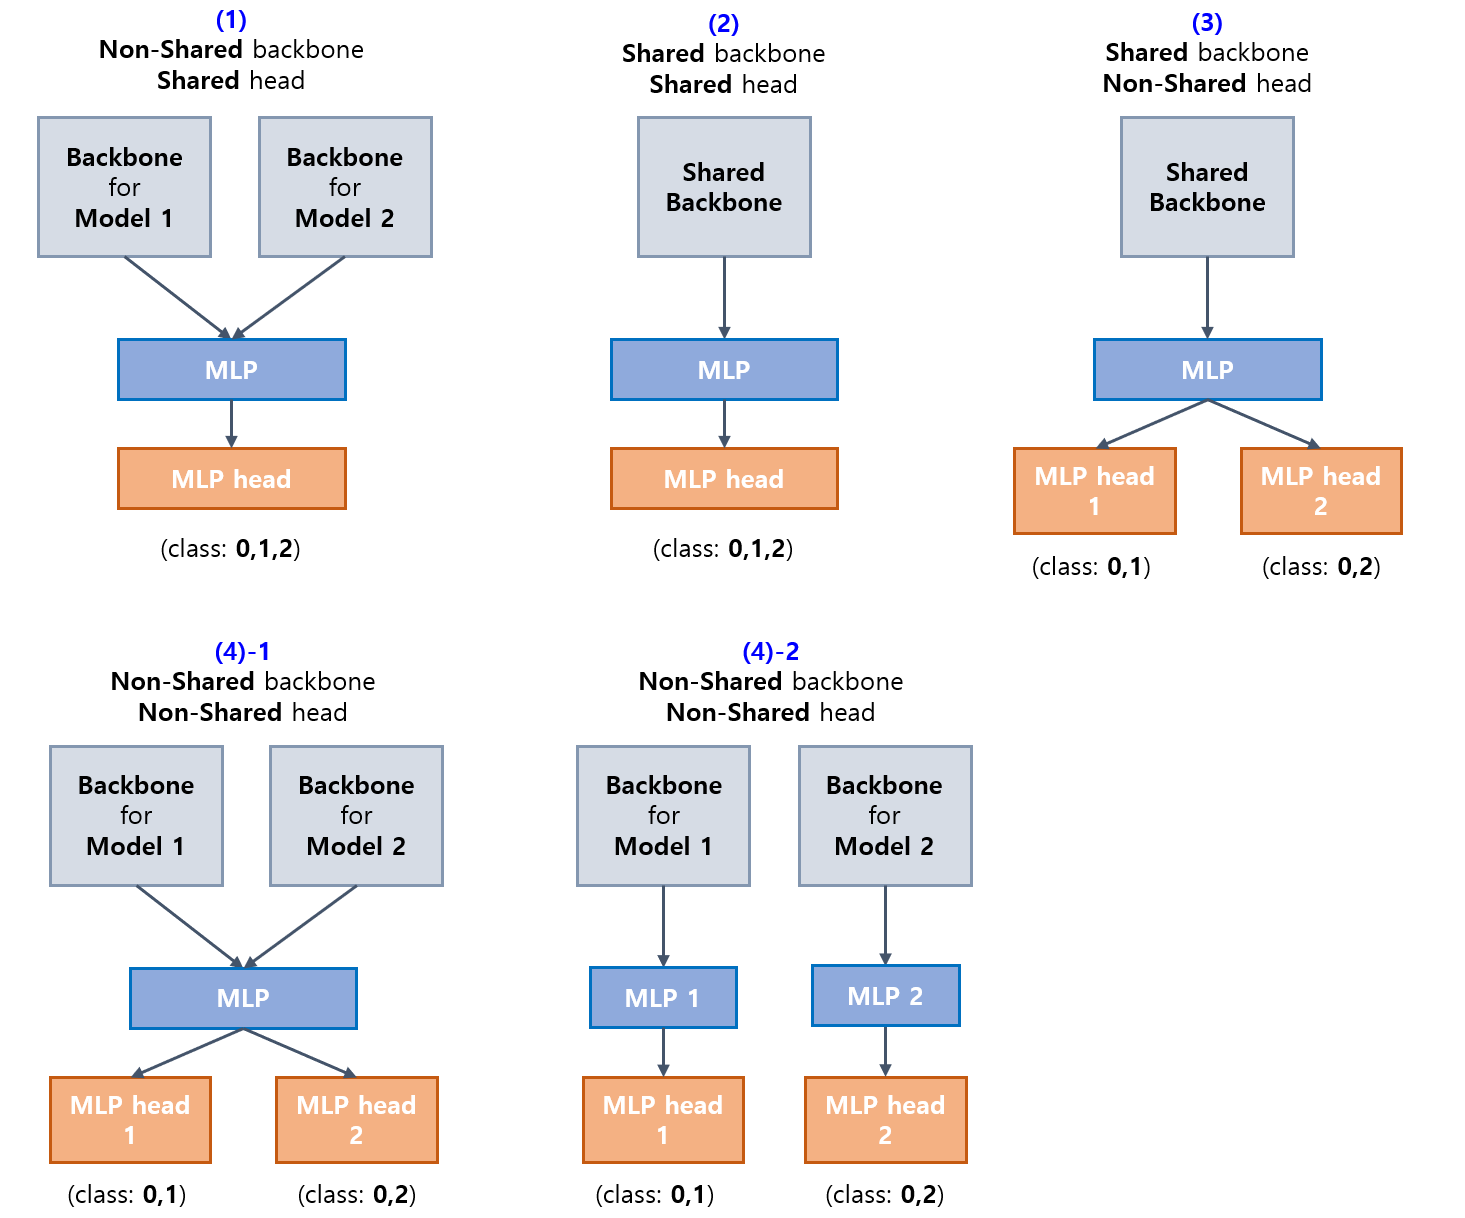 (1)
Non-Shared backbone
Shared head
Backbone
for
Model 1
Backbone
for
Model 2
MLP
MLP head
(class: 0,1,2)
(2)
Shared backbone
Shared head
Shared
Backbone
MLP
MLP head
(class: 0,1,2)
(3)
Shared backbone
Non-Shared head
Shared
Backbone
MLP
MLP head
1
MLP head
2
(class: 0,1)
(class: 0,2)
(4)-1
Non-Shared backbone
Non-Shared head
Backbone
for
Model 1
Backbone
for
Model 2
MLP
MLP head
1
MLP head
2
(class: 0,1)
(class: 0,2)
(4)-2
Non-Shared backbone
Non-Shared head
Backbone
for
Model 1
Backbone
for
Model 2
MLP 1
MLP 2
MLP head
1
MLP head
2
(class: 0,1)
(class: 0,2)